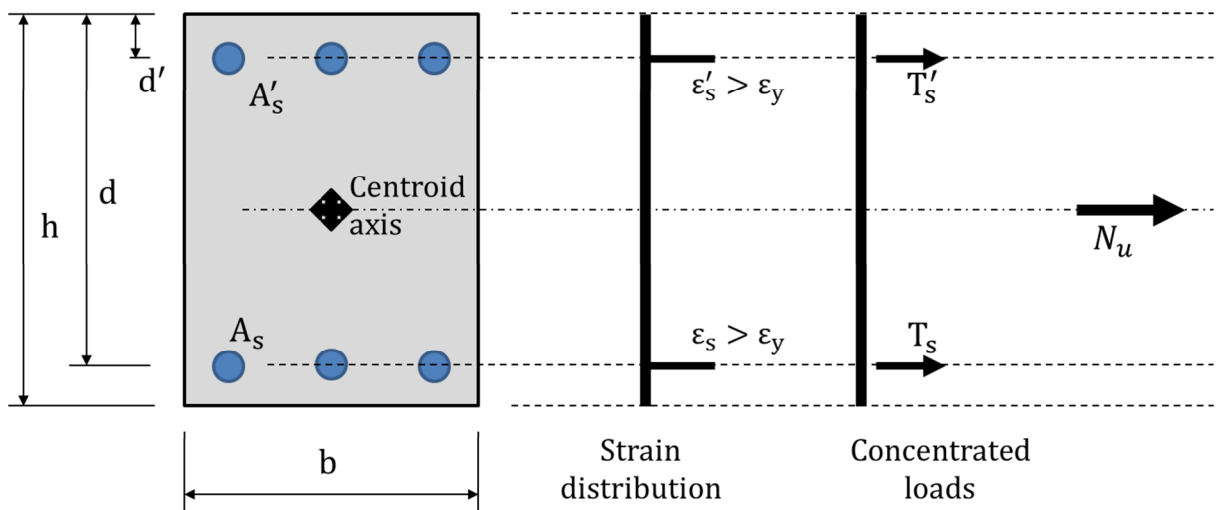 d′
A′s
ε′s > εy
T′s
h
d
Centroid
axis
Nu
As
εs > εy
Ts
b
Strain
distribution
Concentrated
loads